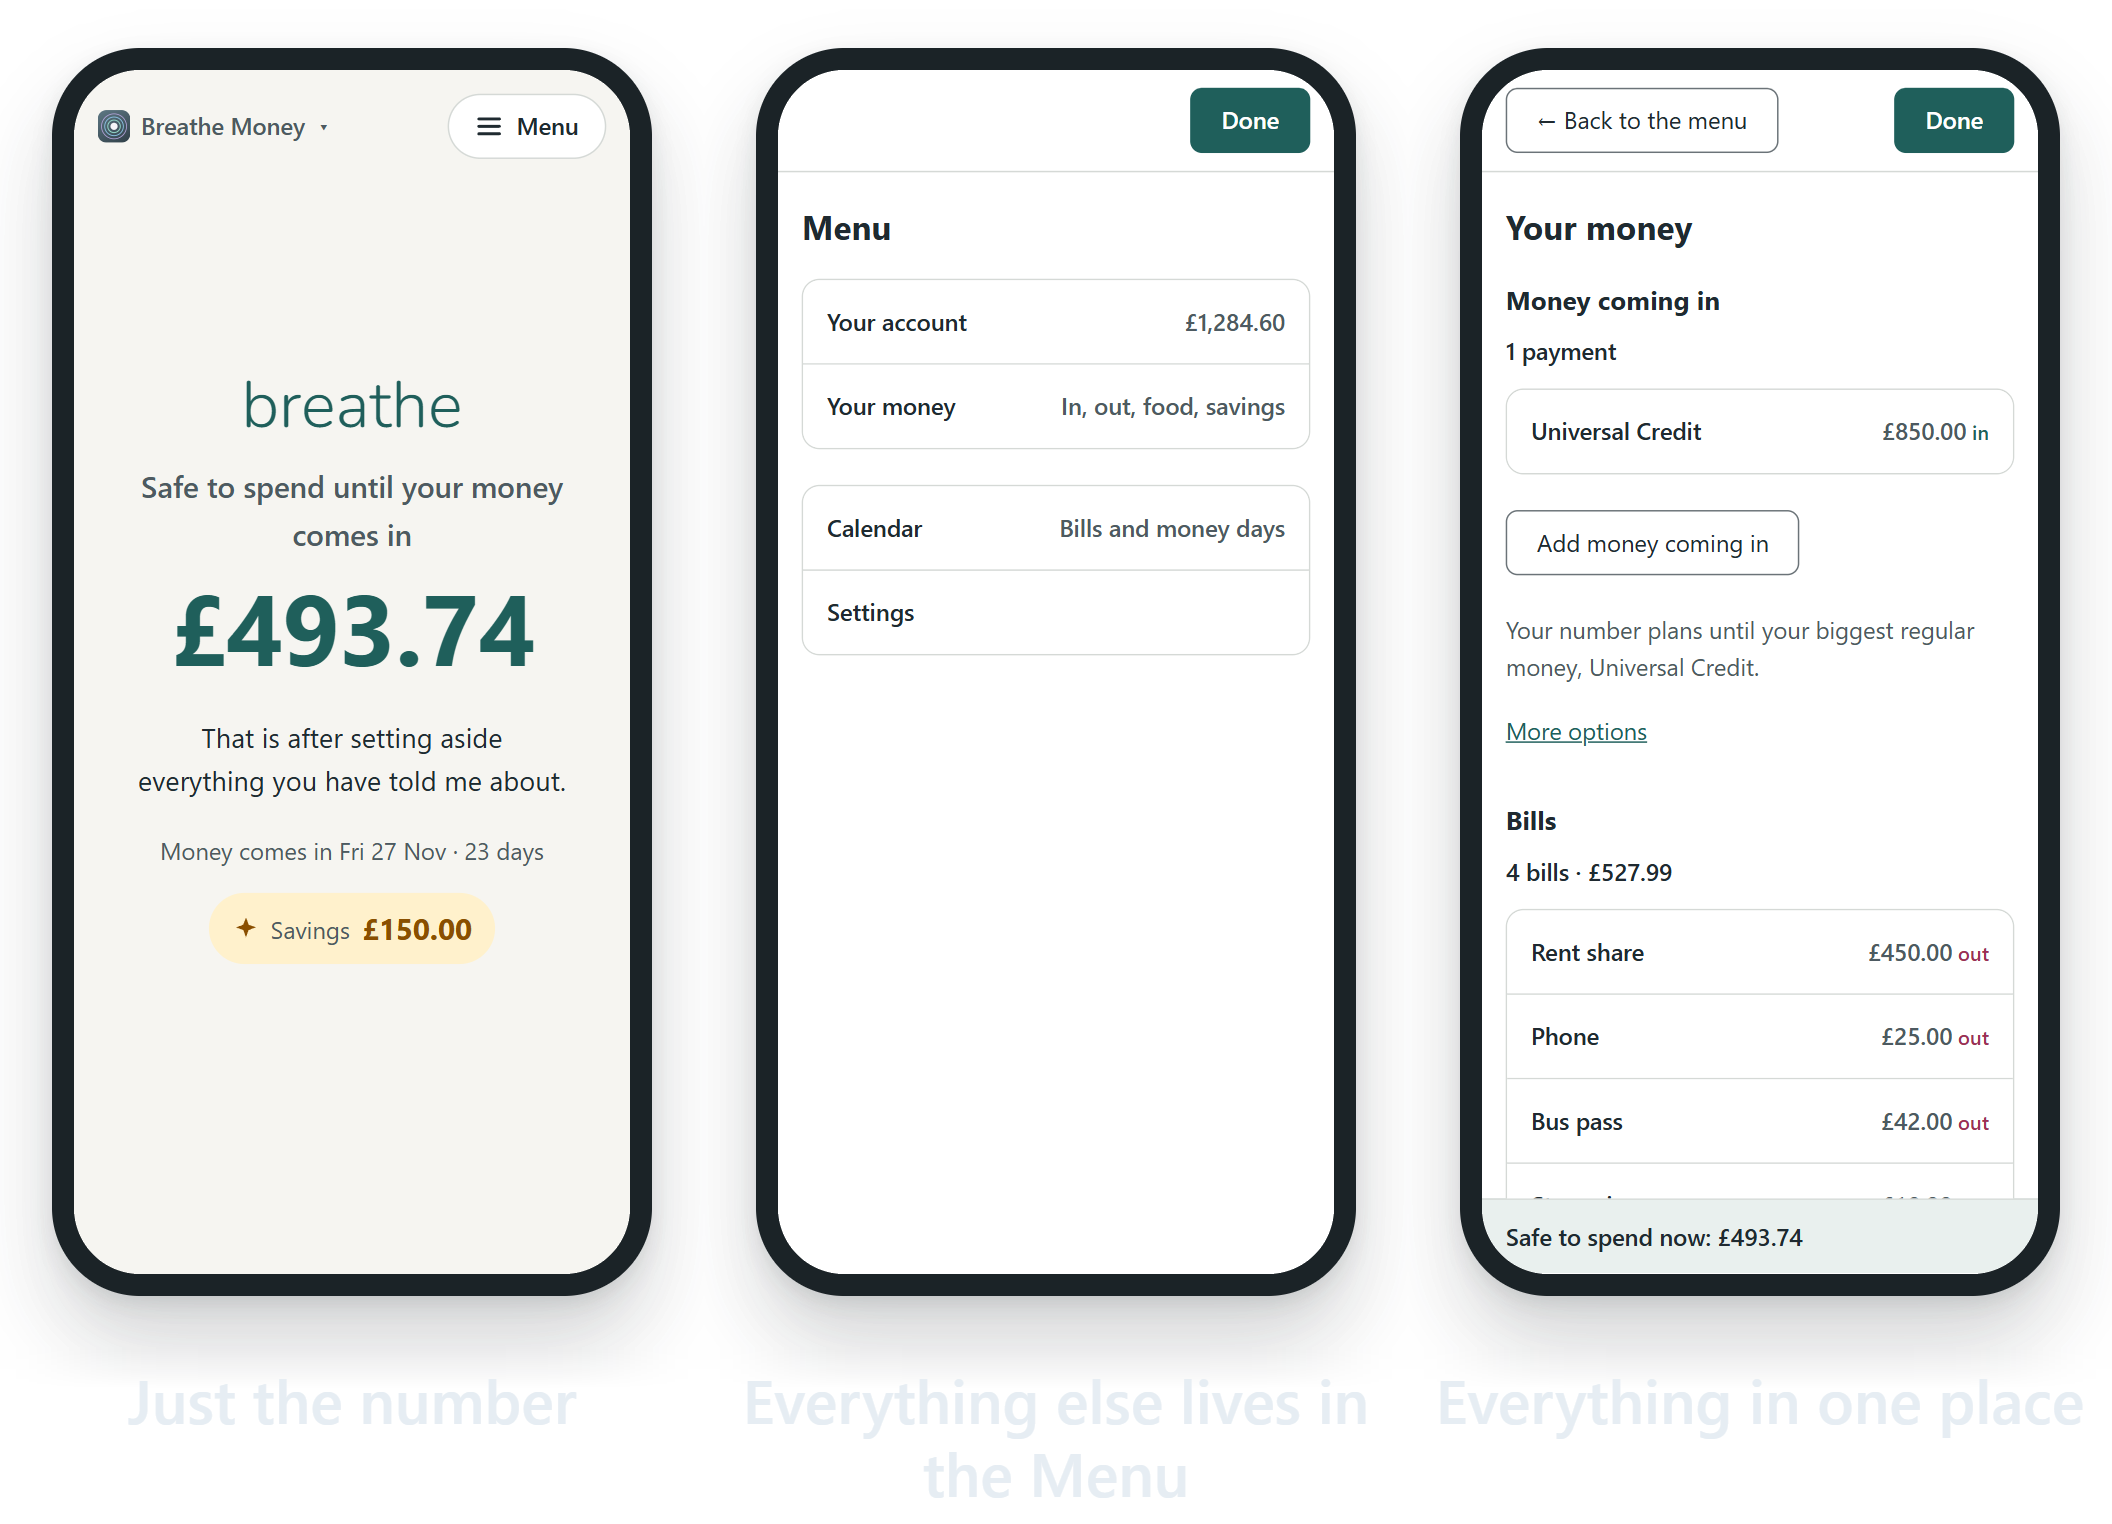 Breathe Money ▾
Menu
breathe
Safe to spend until your money
comes in
£493.74
That is after setting aside
everything you have told me about.
Money comes in Fri 27 Nov · 23 days
Savings £150.00
Just the number
Done
Menu
Your account £1,284.60
Your money In, out, food, savings
Calendar Bills and money days
Settings
Everything else lives in
the Menu
← Back to the menu
Done
Your money
Money coming in
1 payment
Universal Credit £850.00 in
Add money coming in
Your number plans until your biggest regular
money, Universal Credit.
More options
Bills
4 bills · £527.99
Rent share £450.00 out
Phone £25.00 out
Bus pass £42.00 out
Safe to spend now: £493.74
Everything in one place